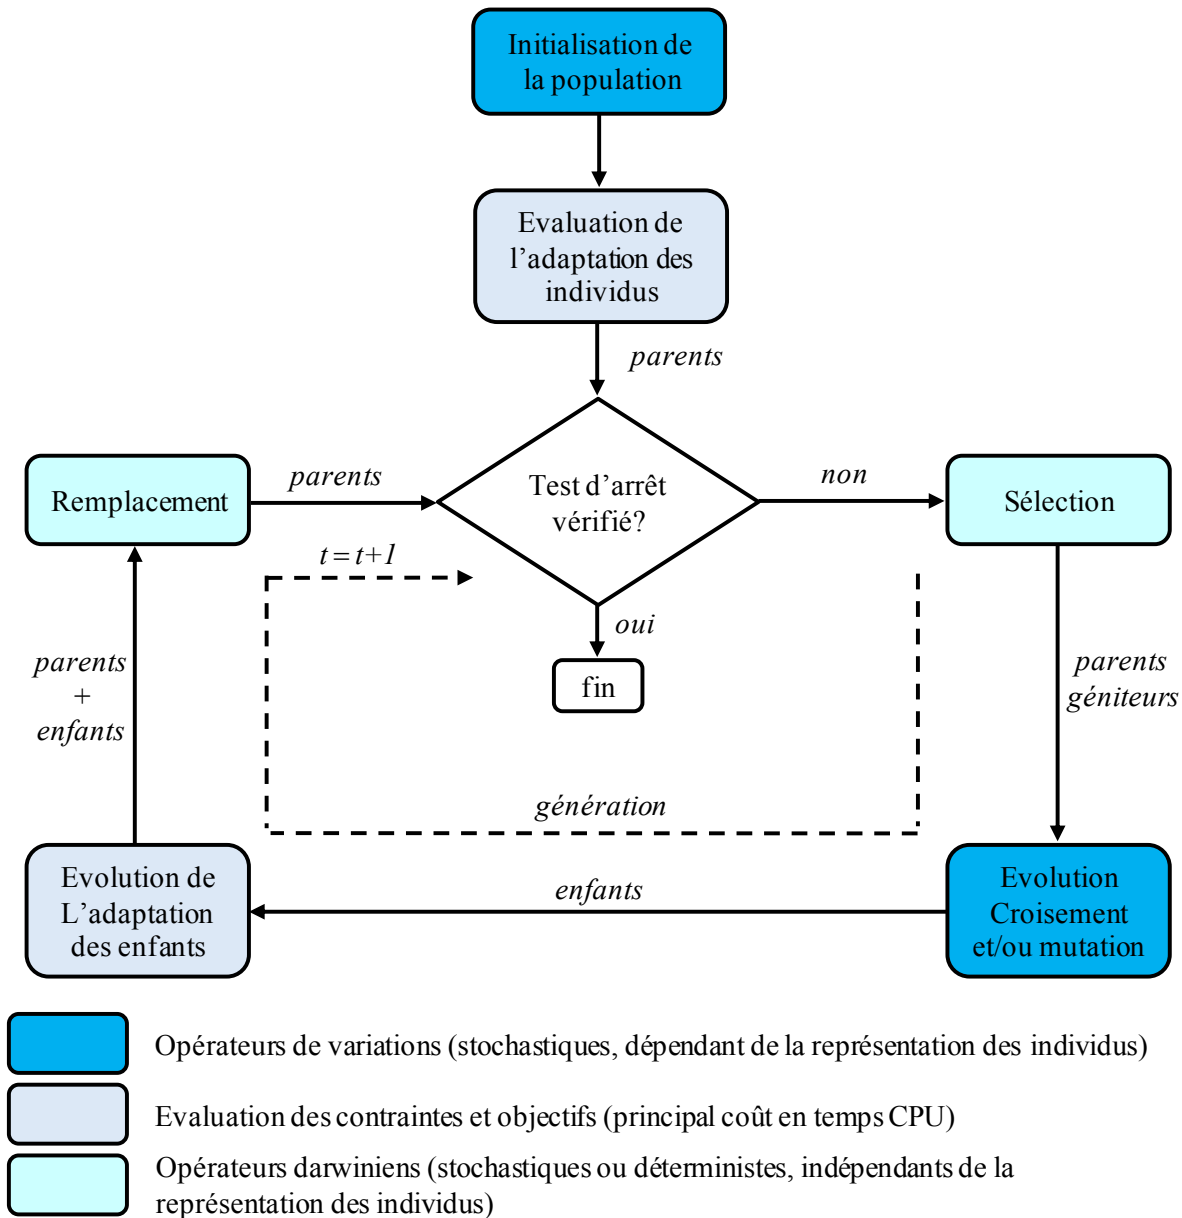 Initialisation de
la population
Evaluation de
l’adaptation des
individus
parents
Remplacement
parents
Test d’arrêt
vérifié?
non
Sélection
t = t+1
oui
fin
parents
+
enfants
parents
géniteurs
génération
Evolution de
L’adaptation
des enfants
enfants
Evolution
Croisement
et/ou mutation
Opérateurs de variations (stochastiques, dépendant de la représentation des individus)
Evaluation des contraintes et objectifs (principal coût en temps CPU)
Opérateurs darwiniens (stochastiques ou déterministes, indépendants de la
représentation des individus)